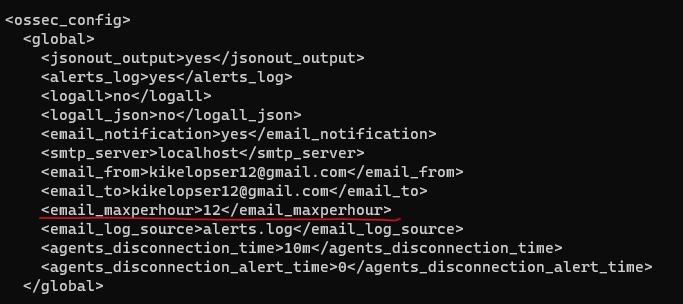 <ossec_config>
<global>
<jsonout_output>yes</jsonout_output>
<alerts_log>yes</alerts_log>
<logall>no</logall>
<logall_json>no</logall_json>
<email_notification>yes</email_notification>
<smtp_server>localhost</smtp_server>
<email_from>kikelopser12@gmail.com</email_from>
<email_to>kikelopser12@gmail.com</email_to>
<email_maxperhour>12</email_maxperhour>
<email_log_source>alerts.log</email_log_source>
<agents_disconnection_time>10m</agents_disconnection_time>
<agents_disconnection_alert_time>0</agents_disconnection_alert_time>
</global>